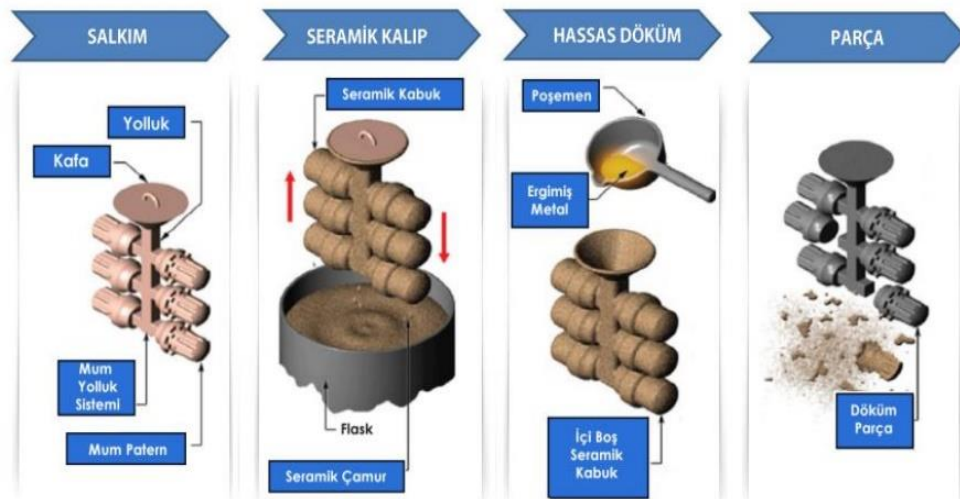 SALKIM
SERAMİK KALIP
HASSAS DÖKÜM
PARÇA
Yolluk
Kafa
Mum
Yolluk
Sistemi
Mum Patern
Seramik Kabuk
Flask
Seramik Çamur
Poşemen
Ergimiş
Metal
İçi Boş
Seramik
Kabuk
Döküm
Parça